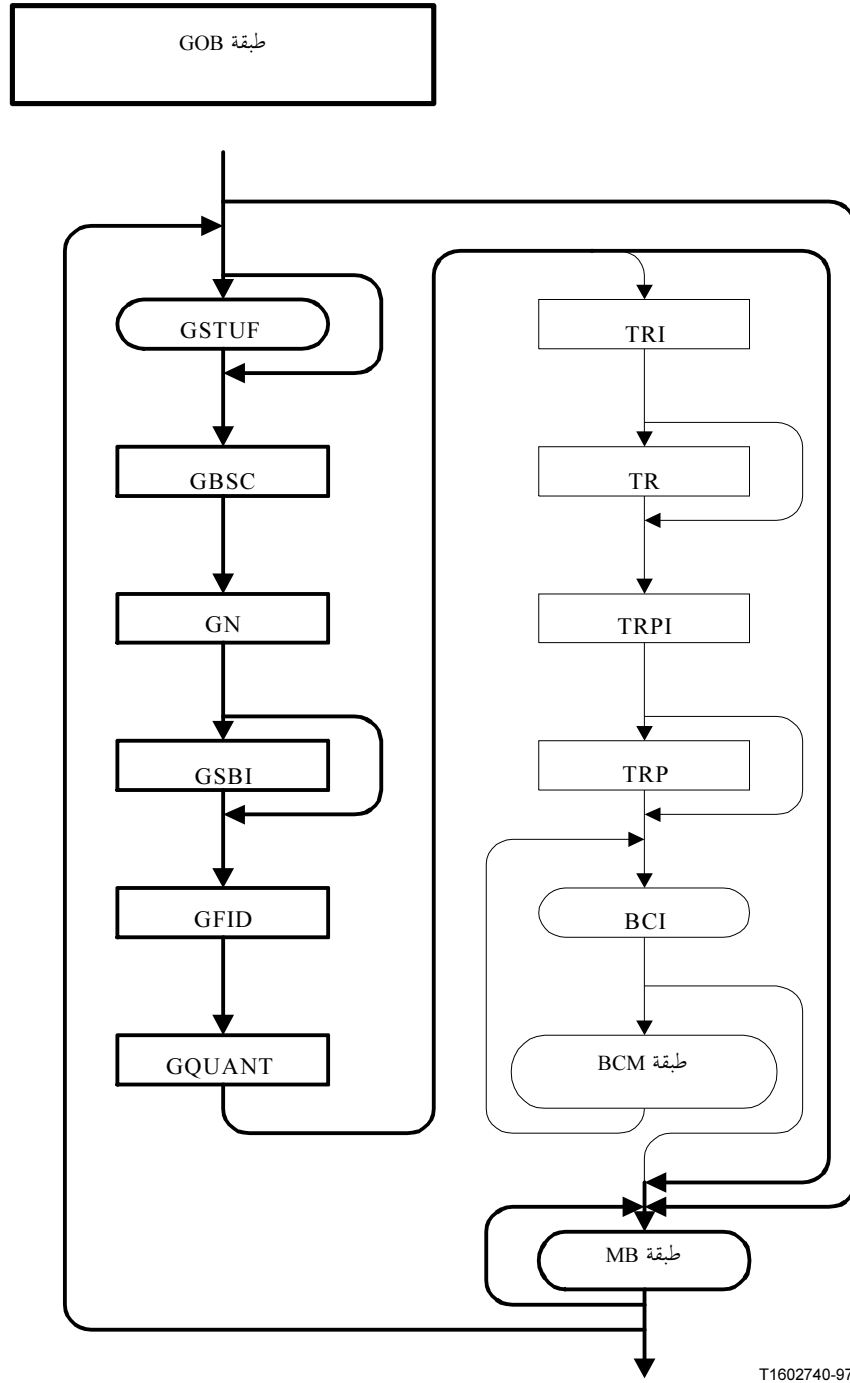 طبقة GOB
GSTUF
GBSC
GN
GSBI
GFID
GQUANT
TRI
TR
TRPI
TRP
BCI
طبقة BCM
طبقة MB
T1602740-97